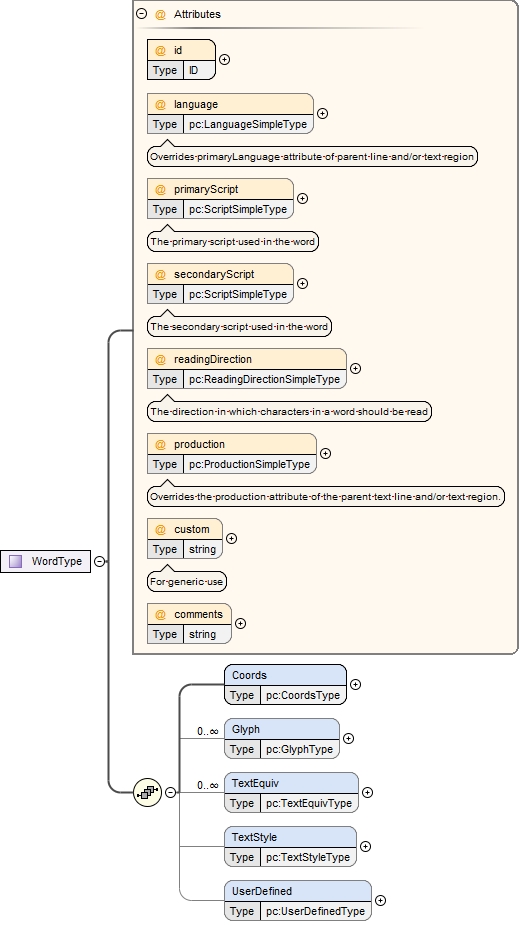 Attributes
@ id
Type ID
@ language
Type pc:LanguageSimpleType
Overrides primaryLanguage attribute of parent line and/or text region
@ primaryScript
Type pc:ScriptSimpleType
The primary script used in the word
@ secondaryScript
Type pc:ScriptSimpleType
The secondary script used in the word
@ readingDirection
Type pc:ReadingDirectionSimpleType
The direction in which characters in a word should be read
@ production
Type pc:ProductionSimpleType
Overrides the production attribute of the parent text line and/or text region.
@ custom
Type string
For generic use
@ comments
Type string
WordType
Coords
Type pc:CoordsType
0..∞ Glyph
Type pc:GlyphType
0..∞ TextEquiv
Type pc:TextEquivType
TextStyle
Type pc:TextStyleType
UserDefined
Type pc:UserDefinedType